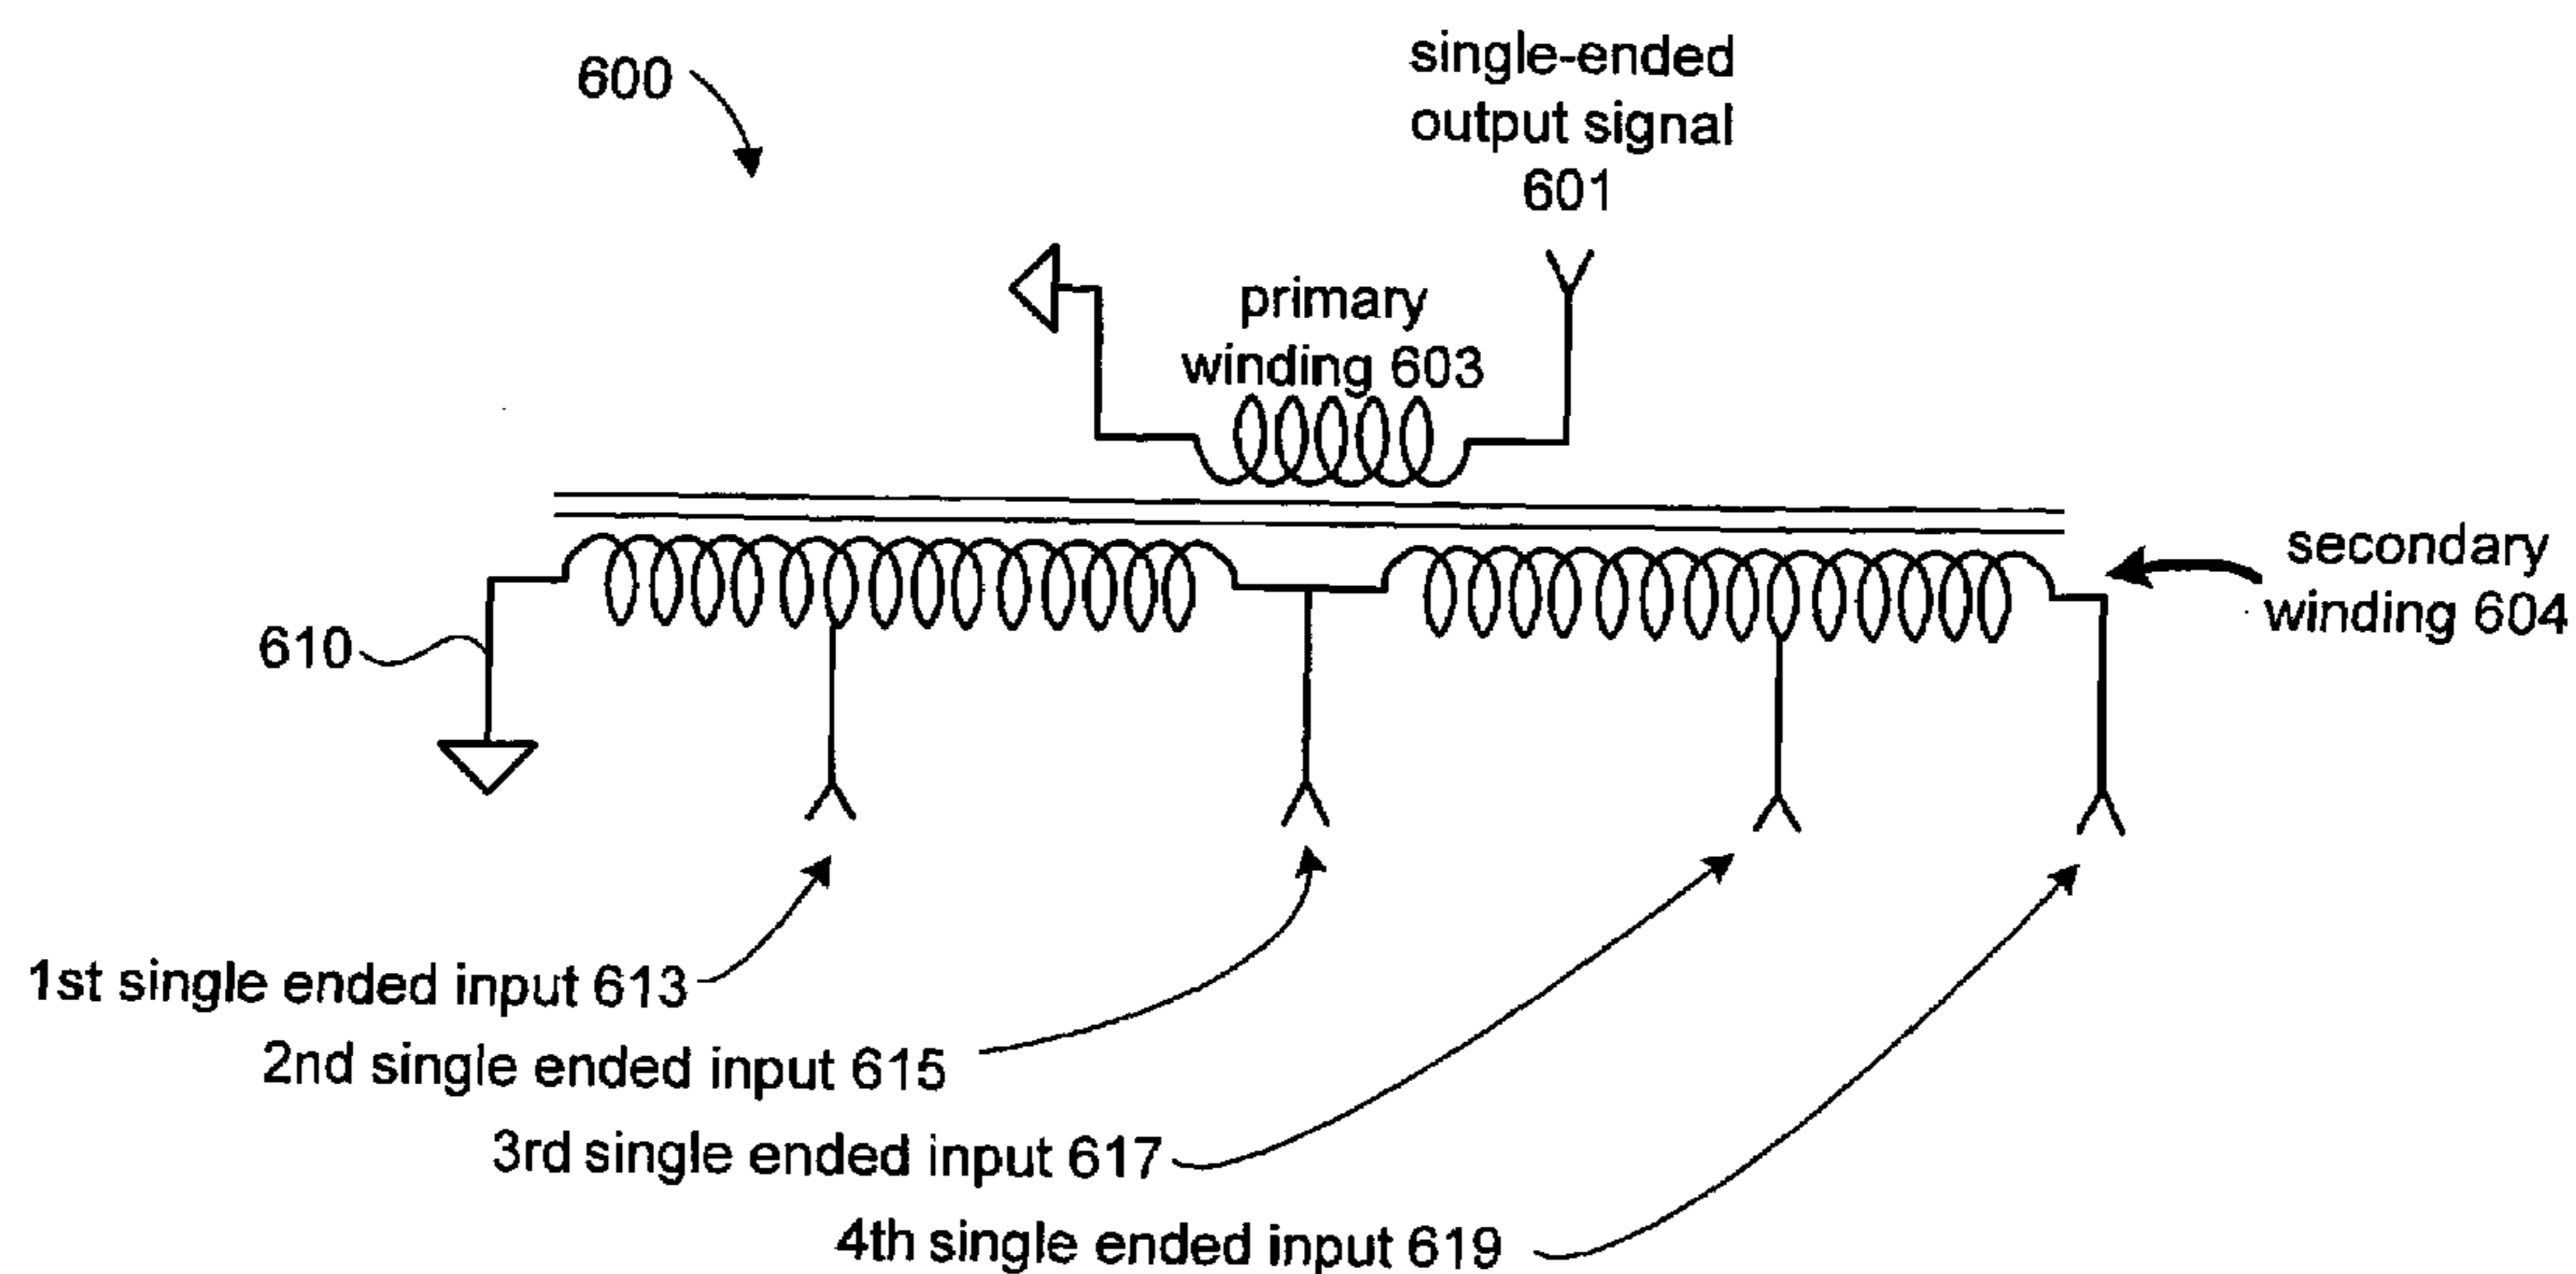 600
single-ended
output signal
601
primary
winding 603
secondary
winding 604
610
1st single ended input 613
2nd single ended input 615
3rd single ended input 617
4th single ended input 619